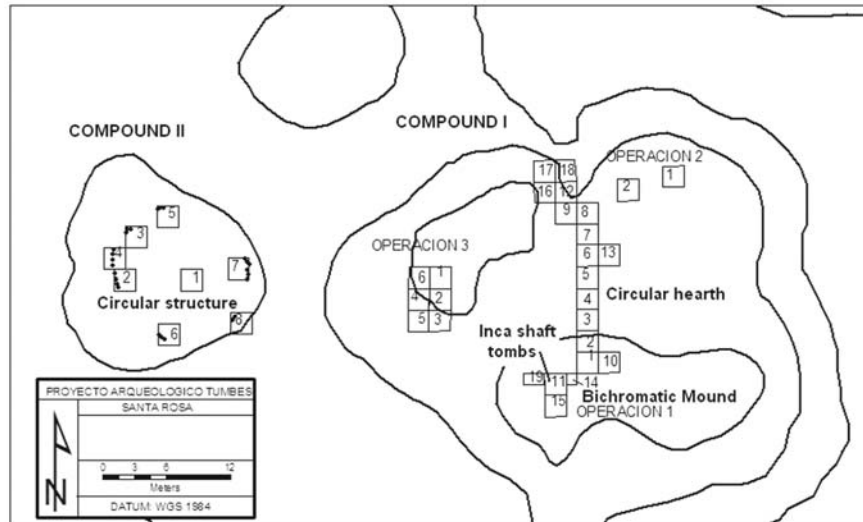 COMPOUND II
COMPOUND I
OPERACION 2
17 18
1
16 12
2
5
9 8
3
7
OPERACION 3
6 13
4
7
6 1
5
2
1
Circular structure
4 2
4
Circular hearth
5 3
3
8
6
Inca shaft
tombs
2
1 10
19
11
14
Bichromatic Mound
15
OPERACION 1
PROYECTO ARQUEOLOGICO TUMBES
SANTA ROSA
0 3 6 12
Meters
N
DATUM: WGS 1984